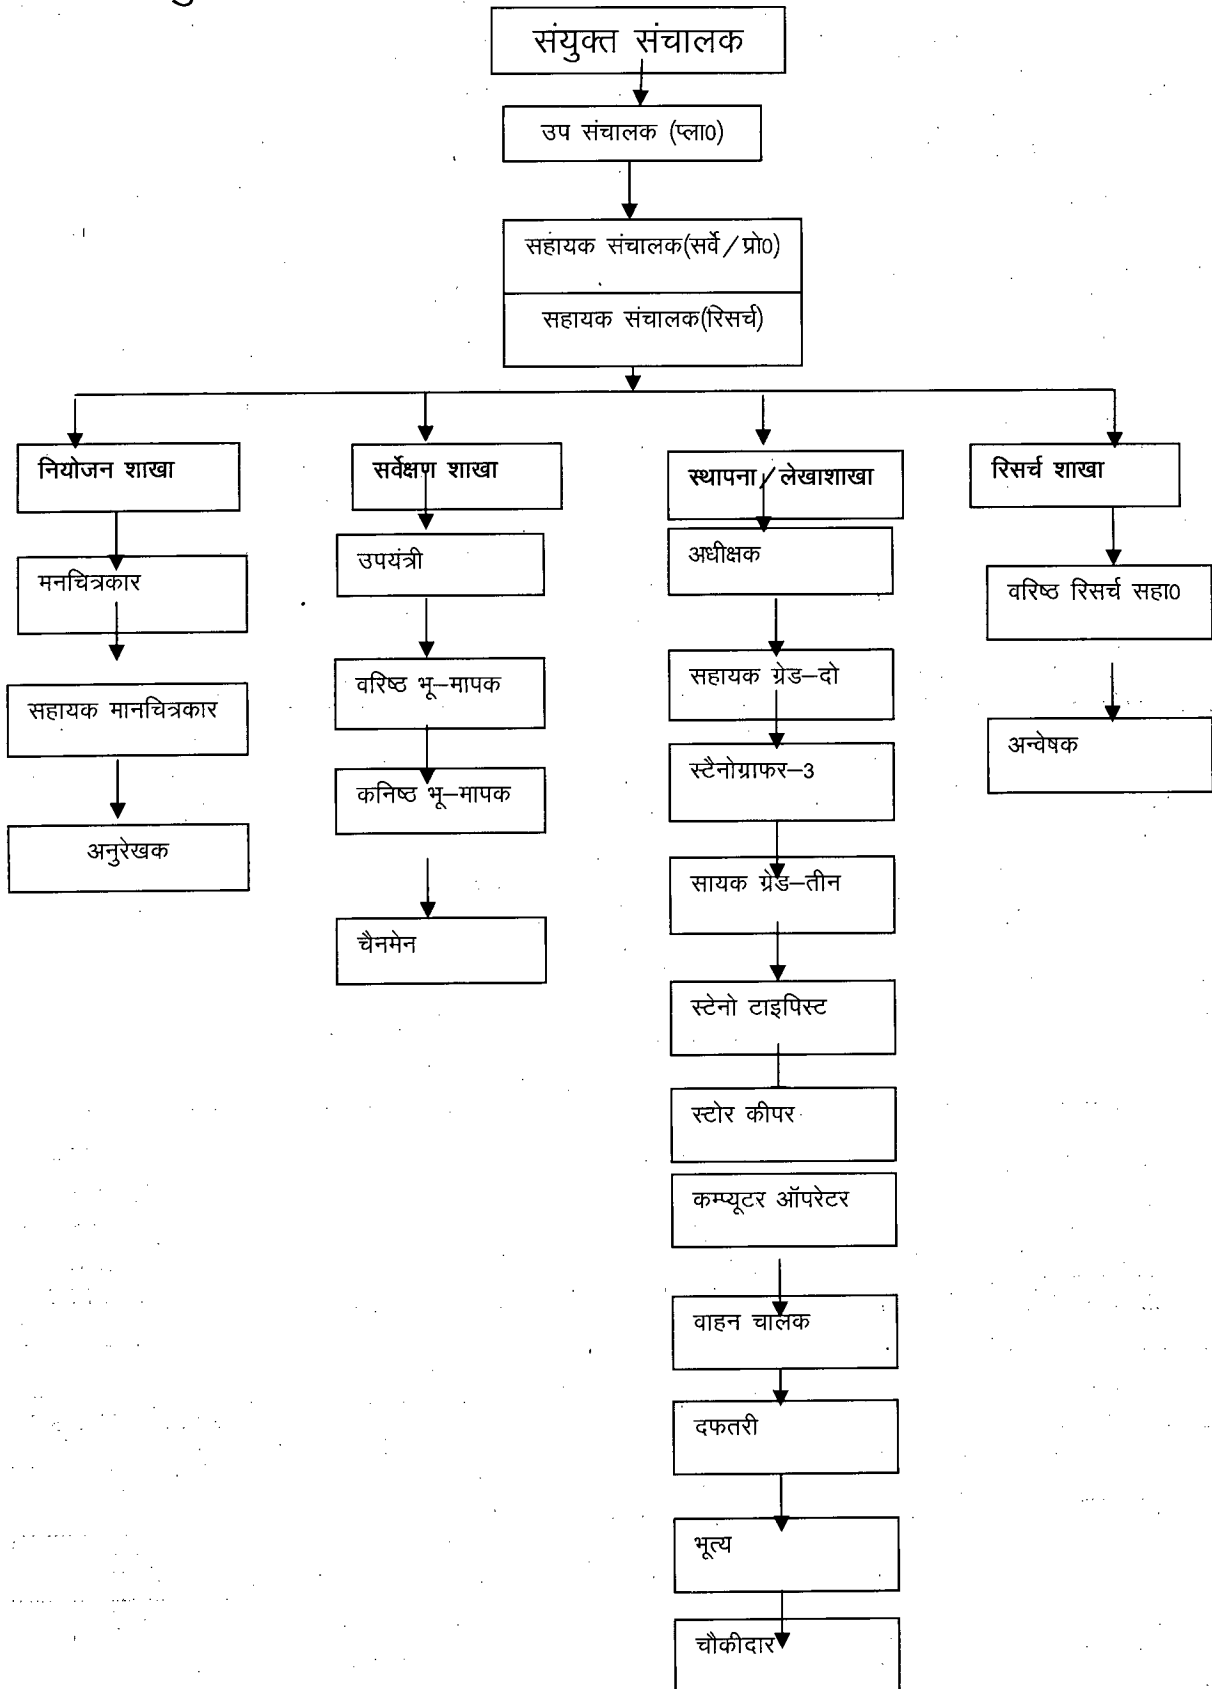 संयुक्त संचालक
उप संचालक (प्ला0)
सहायक संचालक(सर्वे/प्रो0)
सहायक संचालक(रिसर्च)
नियोजन शाखा
मनचित्रकार
सहायक मानचित्रकार
अनुरेखक
सर्वेक्षण शाखा
उपयंत्री
वरिष्ठ भू–मापक
कनिष्ठ भू–मापक
चैनमेन
स्थापना/लेखाशाखा
अधीक्षक
सहायक ग्रेड–दो
स्टैनोग्राफर–3
सायक ग्रेड–तीन
स्टेनो टाइपिस्ट
स्टोर कीपर
कम्प्यूटर ऑपरेटर
वाहन चालक
दफतरी
भूत्य
चौकीदार
रिसर्च शाखा
वरिष्ठ रिसर्च सहा0
अन्वेषक